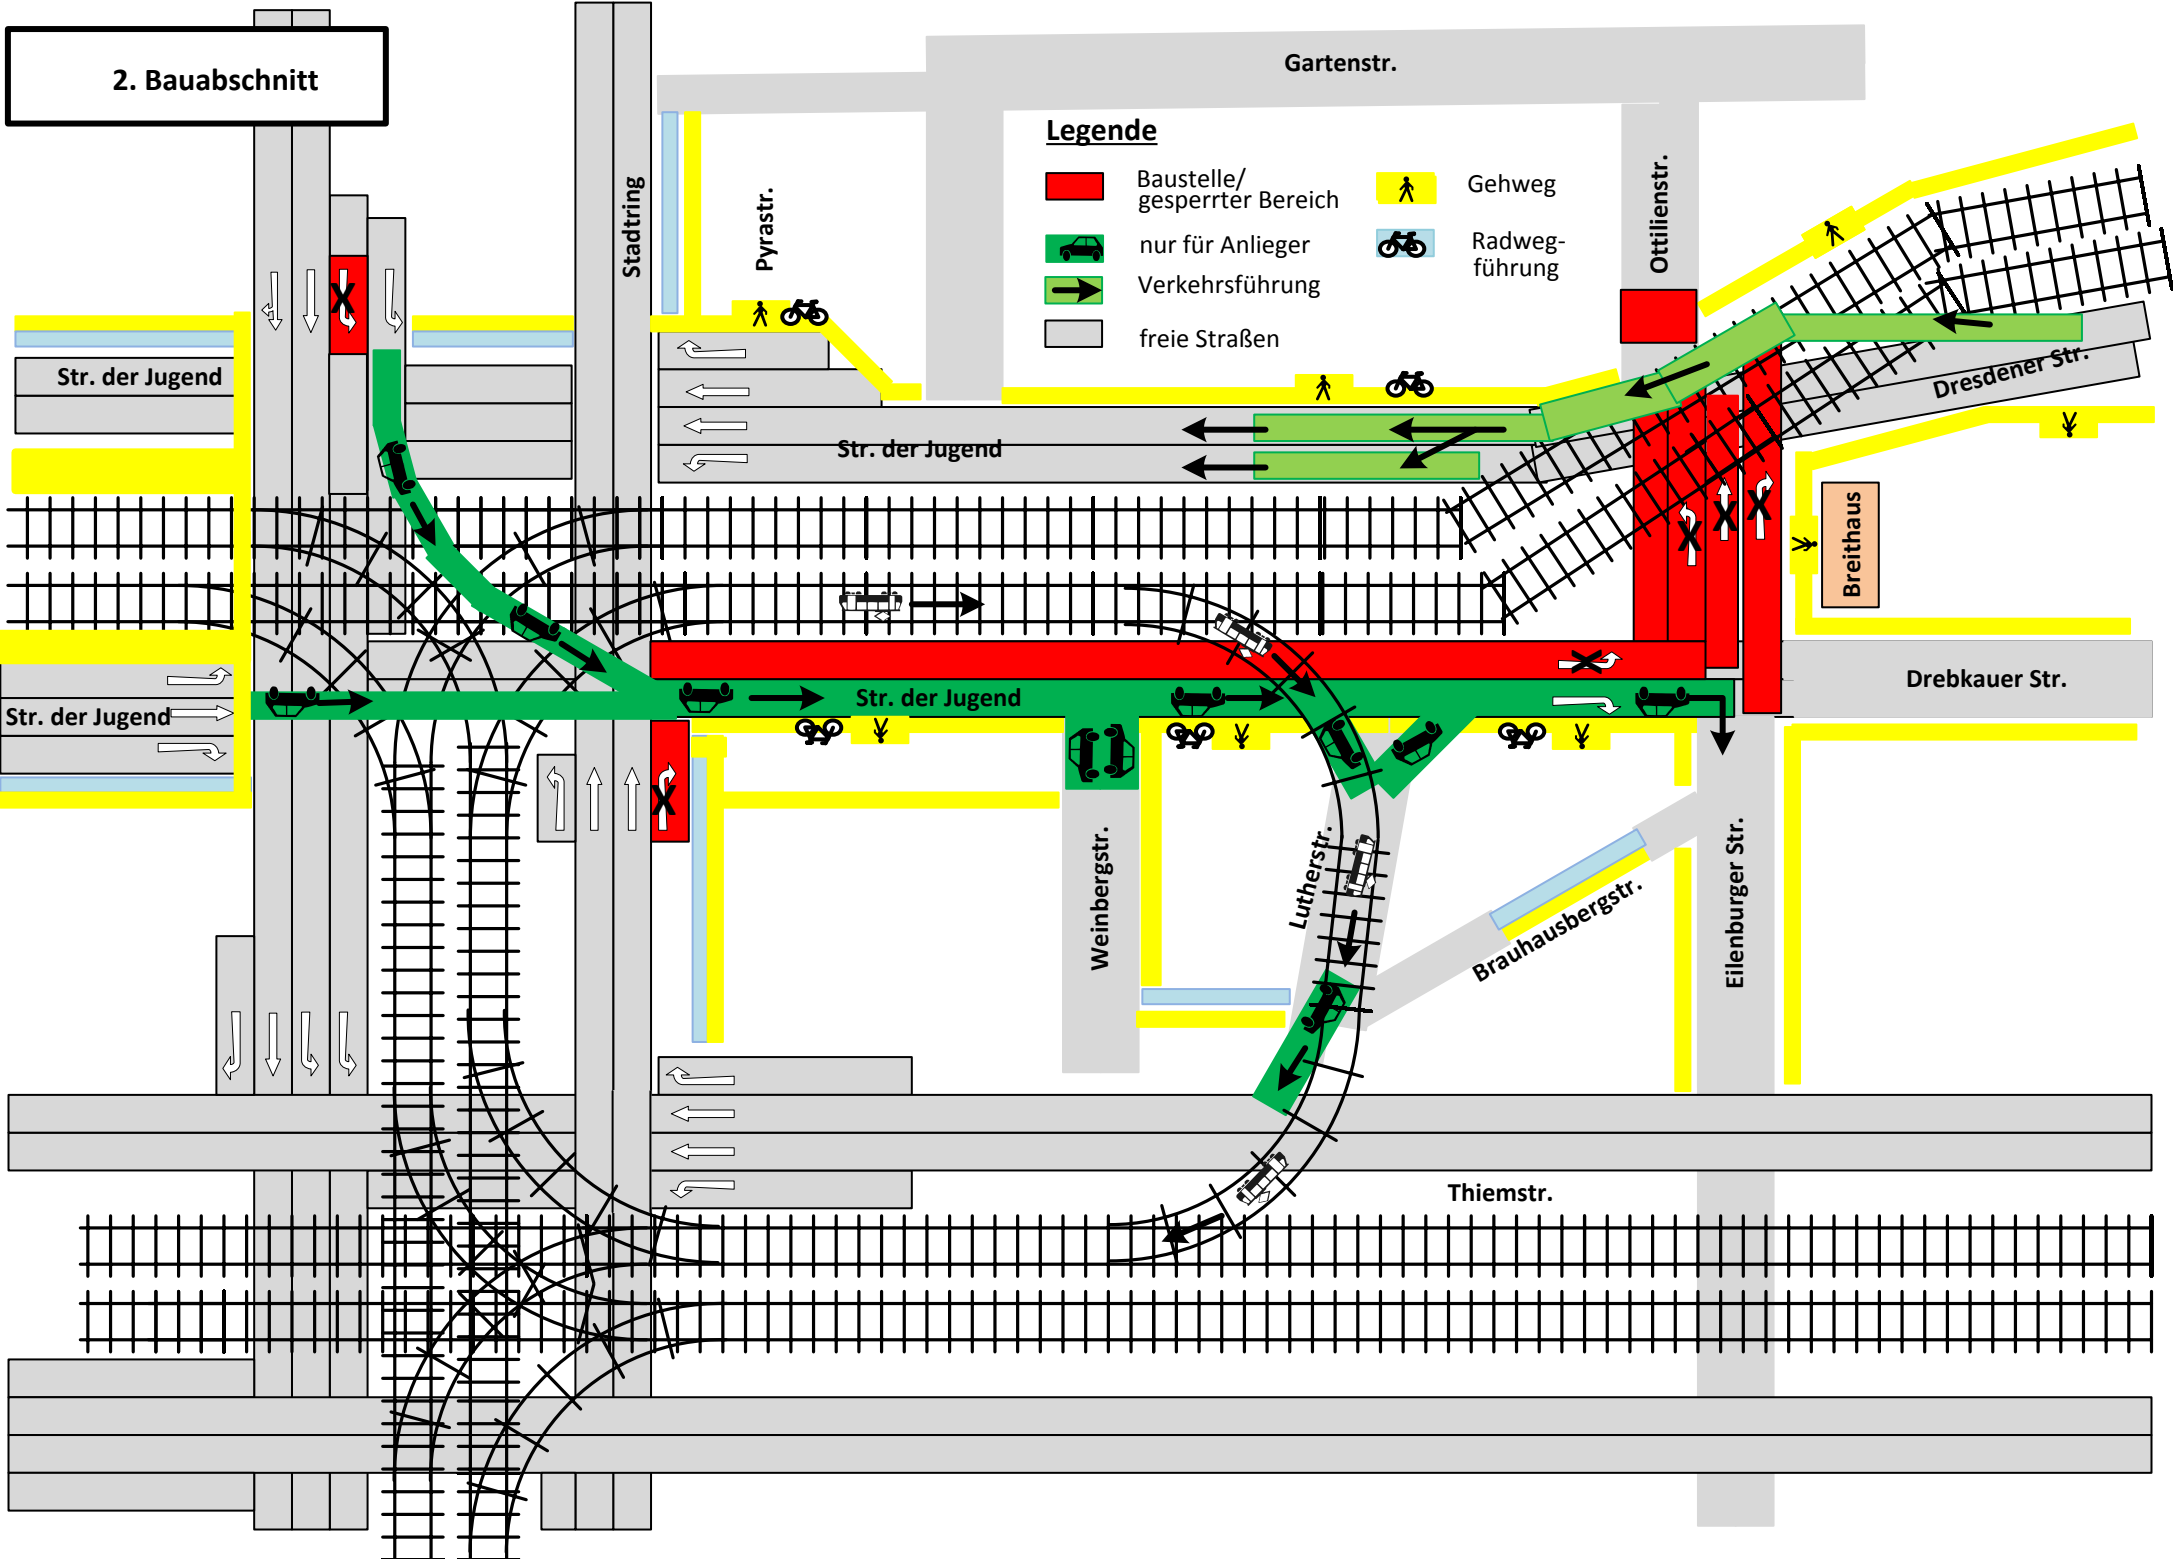 2. Bauabschnitt
Gartenstr.
Legende
Baustelle/
gesperrter Bereich
Gehweg
nur für Anlieger
Radweg-
führung
Verkehrsführung
freie Straßen
Stadtring
Pyrastr.
Ottilienstr.
Str. der Jugend
Dresdener Str.
Str. der Jugend
Breithaus
Str. der Jugend
Str. der Jugend
Drebkauer Str.
Weinbergstr.
Lutherstr.
Brauhausbergstr.
Eilenburger Str.
Thiemstr.